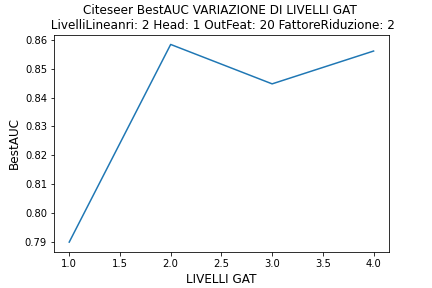 Citeseer BestAUC VARIAZIONE DI LIVELLI GAT
LivelliLineanri: 2 Head: 1 OutFeat: 20 FattoreRiduzione: 2
0.86
0.85
0.84
0.83
0.82
0.81
0.80
0.79
BestAUC
1.0 1.5 2.0 2.5 3.0 3.5 4.0
LIVELLI GAT